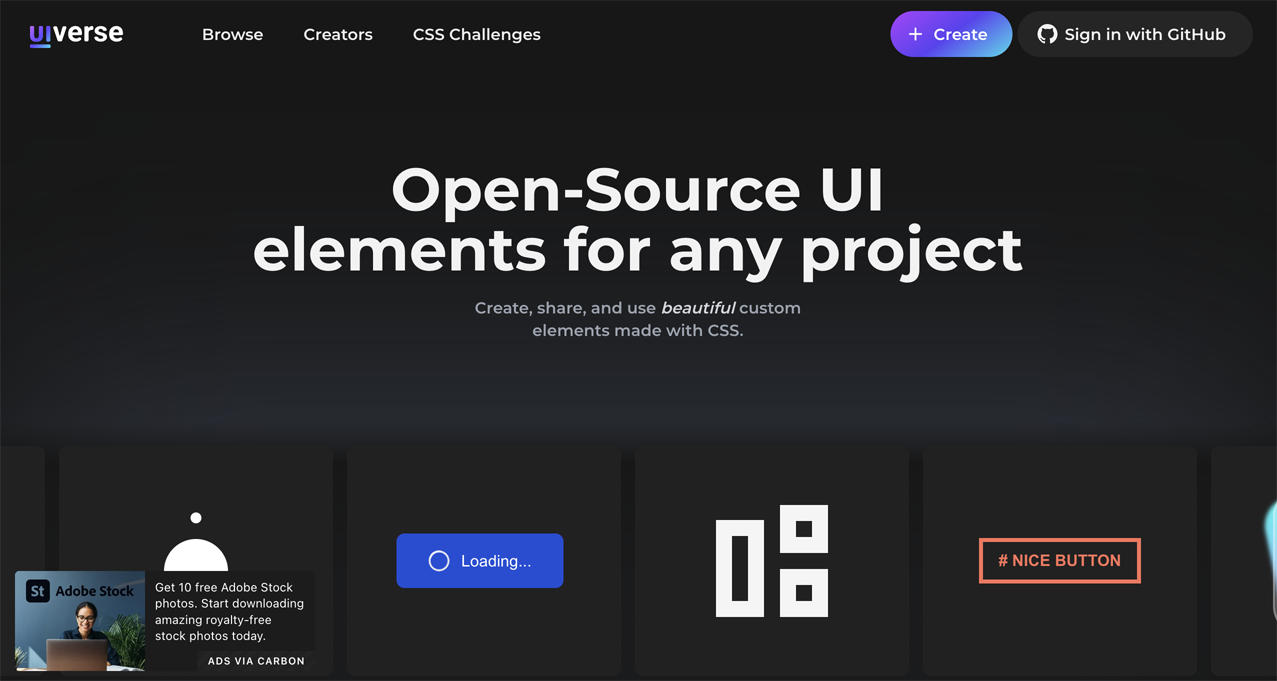 uiverse
Browse
Creators
CSS Challenges
+ Create
Sign in with GitHub
Open-Source UI
elements for any project
Create, share, and use beautiful custom
elements made with CSS.
Loading...
# NICE BUTTON
St Adobe Stock
Get 10 free Adobe Stock
photos. Start downloading
amazing royalty-free
stock photos today.
ADS VIA CARBON